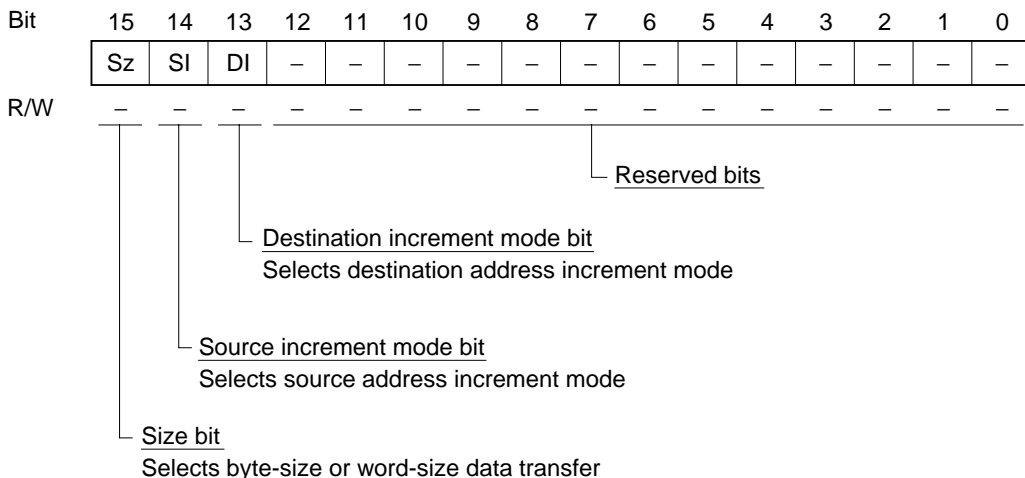 Bit 15 14 13 12 11 10 9 8 7 6 5 4 3 2 1 0
Sz SI DI – – – – – – – – – – – – –
R/W – – – – – – – – – – – – – – – –
Reserved bits
Destination increment mode bit
Selects destination address increment mode
Source increment mode bit
Selects source address increment mode
Size bit
Selects byte-size or word-size data transfer